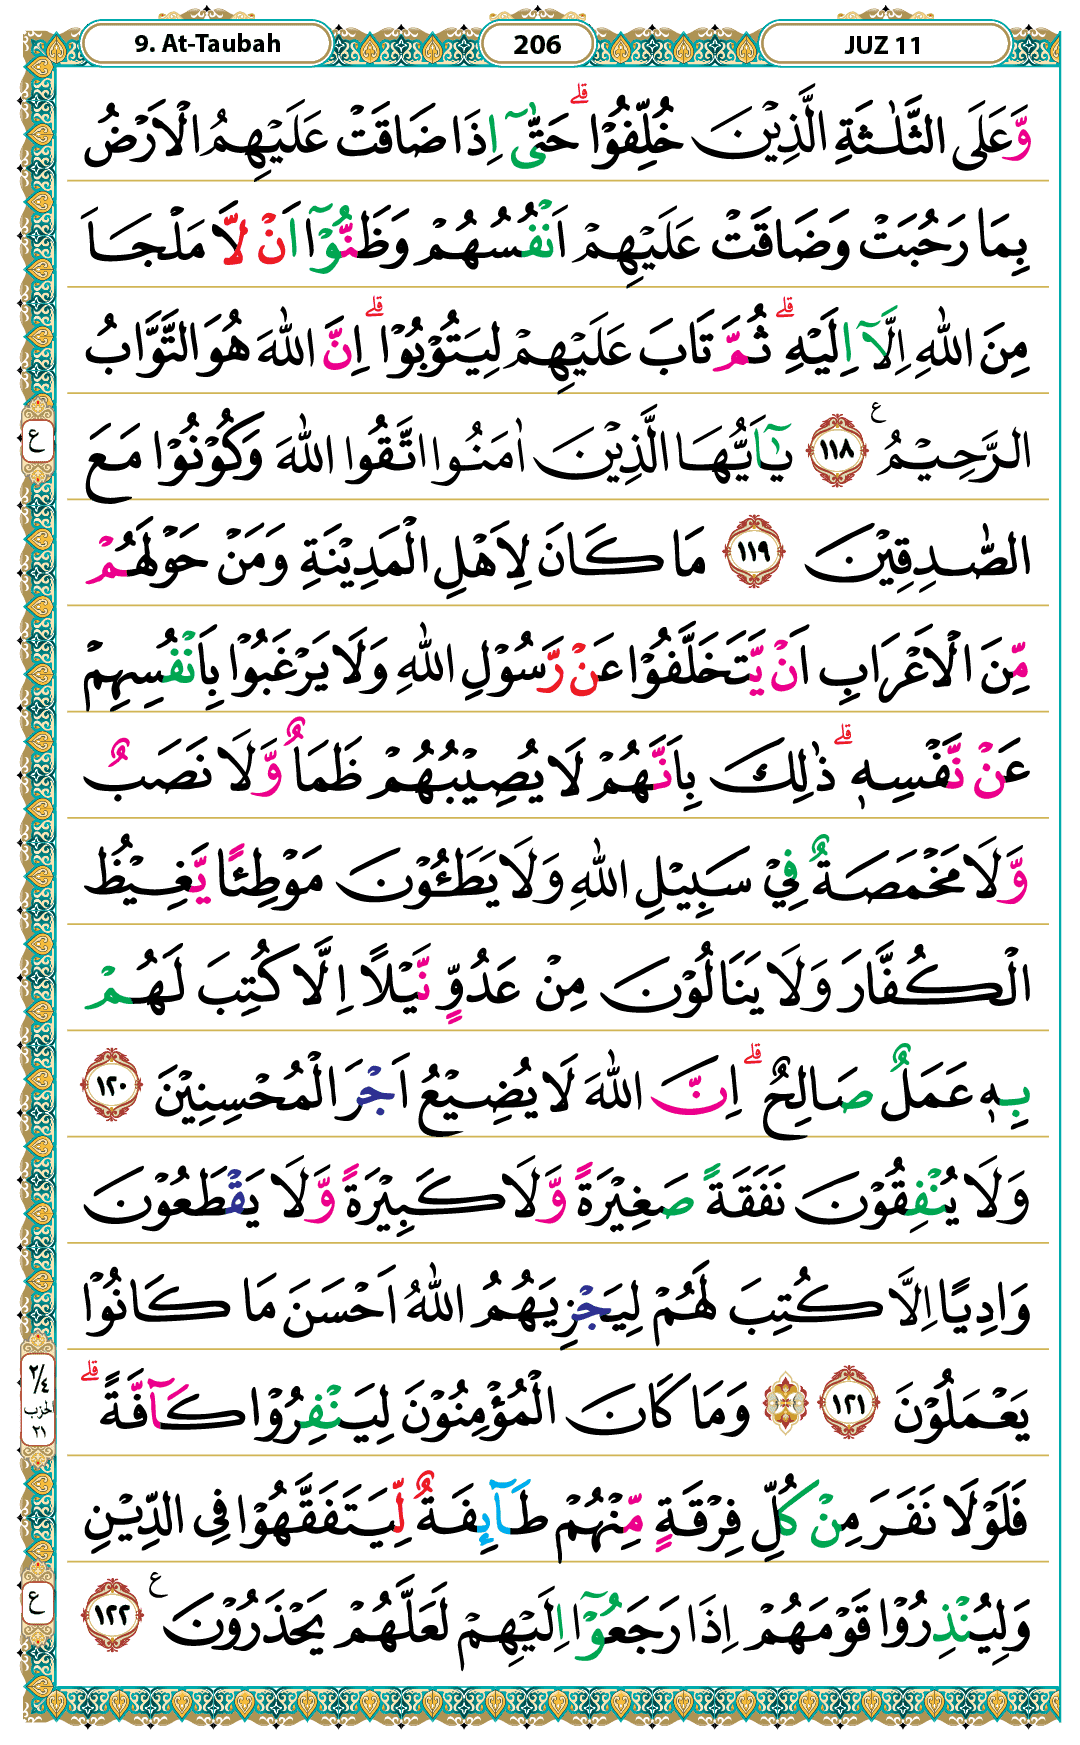 9. At-Taubah
206
JUZ 11
وَّعَلَى الثَّلٰثَةِ الَّذِيْنَ خُلِّفُوْا ۗ حَتّٰٓى اِذَا ضَاقَتْ عَلَيْهِمُ الْاَرْضُ
بِمَا رَحُبَتْ وَضَاقَتْ عَلَيْهِمْ اَنْفُسُهُمْ وَظَنُّوْٓا اَنْ لَّا مَلْجَاَ
مِنَ اللّٰهِ اِلَّآ اِلَيْهِ ۗ ثُمَّ تَابَ عَلَيْهِمْ لِيَتُوْبُوْا ۗ اِنَّ اللّٰهَ هُوَ التَّوَّابُ
ع
الرَّحِيْمُ ࣖ ١١٨ يٰٓاَيُّهَا الَّذِيْنَ اٰمَنُوا اتَّقُوا اللّٰهَ وَكُوْنُوْا مَعَ
الصّٰدِقِيْنَ ١١٩ مَا كَانَ لِاَهْلِ الْمَدِيْنَةِ وَمَنْ حَوْلَهُمْ
مِّنَ الْاَعْرَابِ اَنْ يَّتَخَلَّفُوْا عَنْ رَّسُوْلِ اللّٰهِ وَلَا يَرْغَبُوْا بِاَنْفُسِهِمْ
عَنْ نَّفْسِهٖ ۗ ذٰلِكَ بِاَنَّهُمْ لَا يُصِيْبُهُمْ ظَمَاٌ وَّلَا نَصَبٌ
وَّلَا مَخْمَصَةٌ فِيْ سَبِيْلِ اللّٰهِ وَلَا يَطَـُٔوْنَ مَوْطِئًا يَّغِيْظُ
الْكُفَّارَ وَلَا يَنَالُوْنَ مِنْ عَدُوٍّ نَّيْلًا اِلَّا كُتِبَ لَهُمْ
بِهٖ عَمَلٌ صَالِحٌ ۗ اِنَّ اللّٰهَ لَا يُضِيْعُ اَجْرَ الْمُحْسِنِيْنَ ١٢٠
وَلَا يُنْفِقُوْنَ نَفَقَةً صَغِيْرَةً وَّلَا كَبِيْرَةً وَّلَا يَقْطَعُوْنَ
وَادِيًا اِلَّا كُتِبَ لَهُمْ لِيَجْزِيَهُمُ اللّٰهُ اَحْسَنَ مَا كَانُوْا
٢/٤
الحزب
٢١
يَعْمَلُوْنَ ١٢١ ۞ وَمَا كَانَ الْمُؤْمِنُوْنَ لِيَنْفِرُوْا كَآفَّةً ۗ
فَلَوْلَا نَفَرَ مِنْ كُلِّ فِرْقَةٍ مِّنْهُمْ طَآىِٕفَةٌ لِّيَتَفَقَّهُوْا فِى الدِّيْنِ
ع
وَلِيُنْذِرُوْا قَوْمَهُمْ اِذَا رَجَعُوْٓا اِلَيْهِمْ لَعَلَّهُمْ يَحْذَرُوْنَ ࣖ ١٢٢